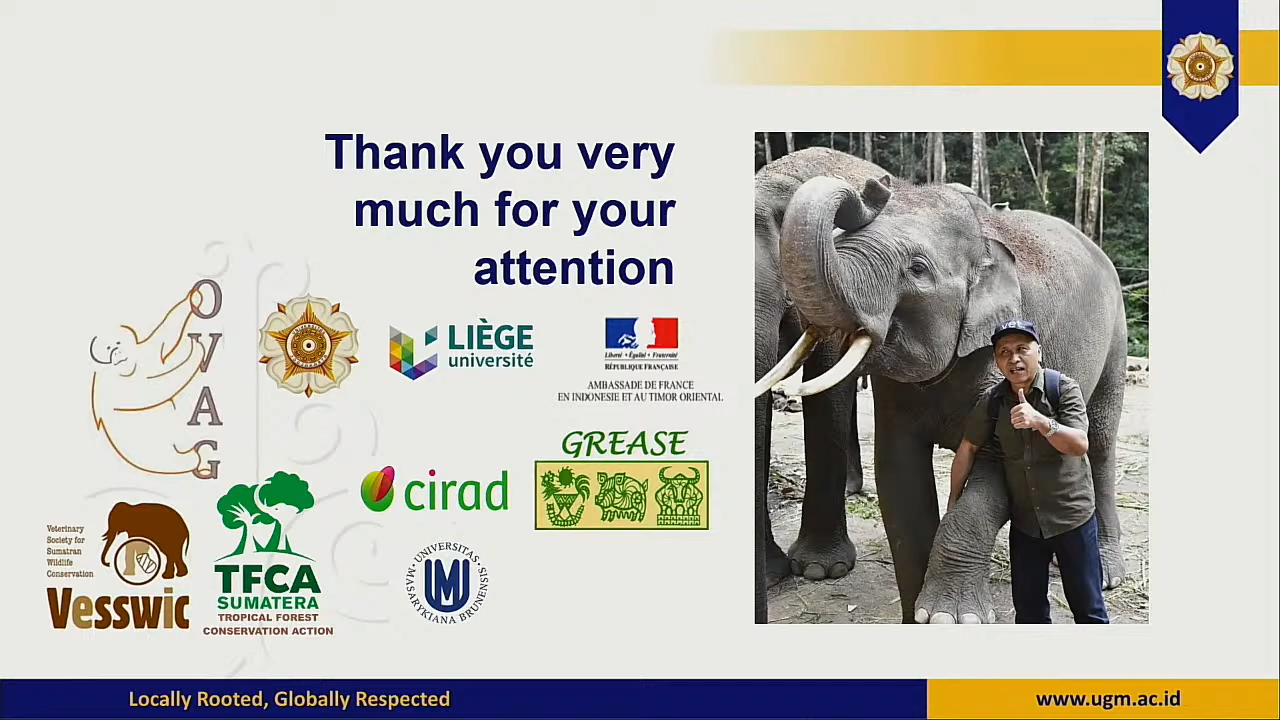 Thank you very
much for your
attention
OVAG
LIÈGE
université
Liberté • Égalité • Fraternité
RÉPUBLIQUE FRANÇAISE
AMBASSADE DE FRANCE
EN INDONESIE ET AU TIMOR ORIENTAL
GREASE
cirad
Veterinary
Society for
Sumatran
Wildlife
Conservation
Vesswic
TFCA
SUMATERA
TROPICAL FOREST
CONSERVATION ACTION
UNIVERSITAS MASARYKIANA BRUNENSIS
MU
Locally Rooted, Globally Respected
www.ugm.ac.id